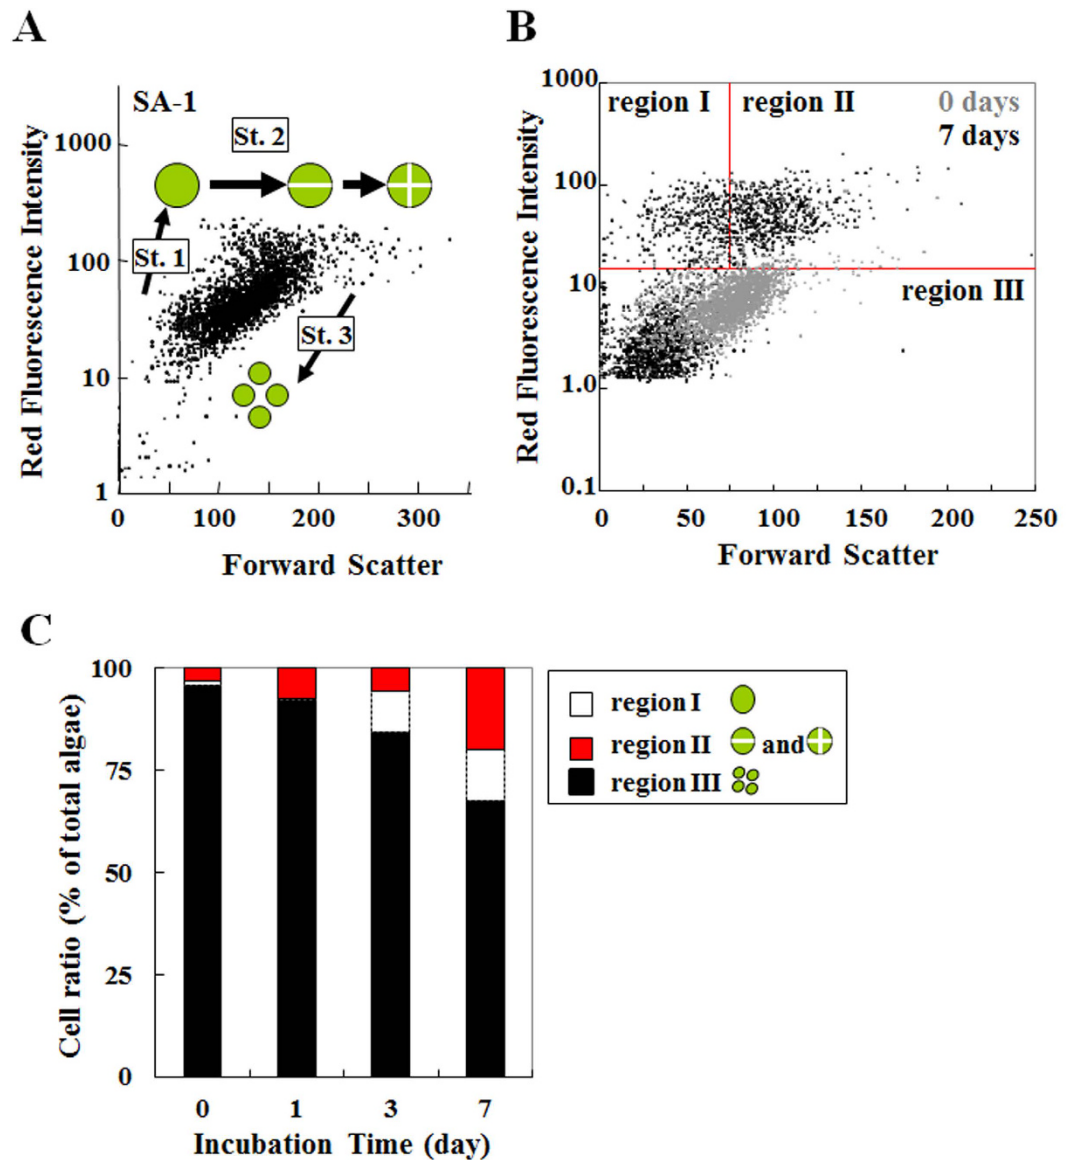 A
SA-1
St. 2
St. 1
St. 3
1000
100
10
1
Red Fluorescence Intensity
0 100 200 300
Forward Scatter
B
region I region II
0 days
7 days
region III
1000
100
10
1.0
0.1
Red Fluorescence Intensity
0 50 100 150 200 250
Forward Scatter
C
100
75
50
25
0
Cell ratio (% of total algae)
0 1 3 7
Incubation Time (day)
region I
region II and
region III